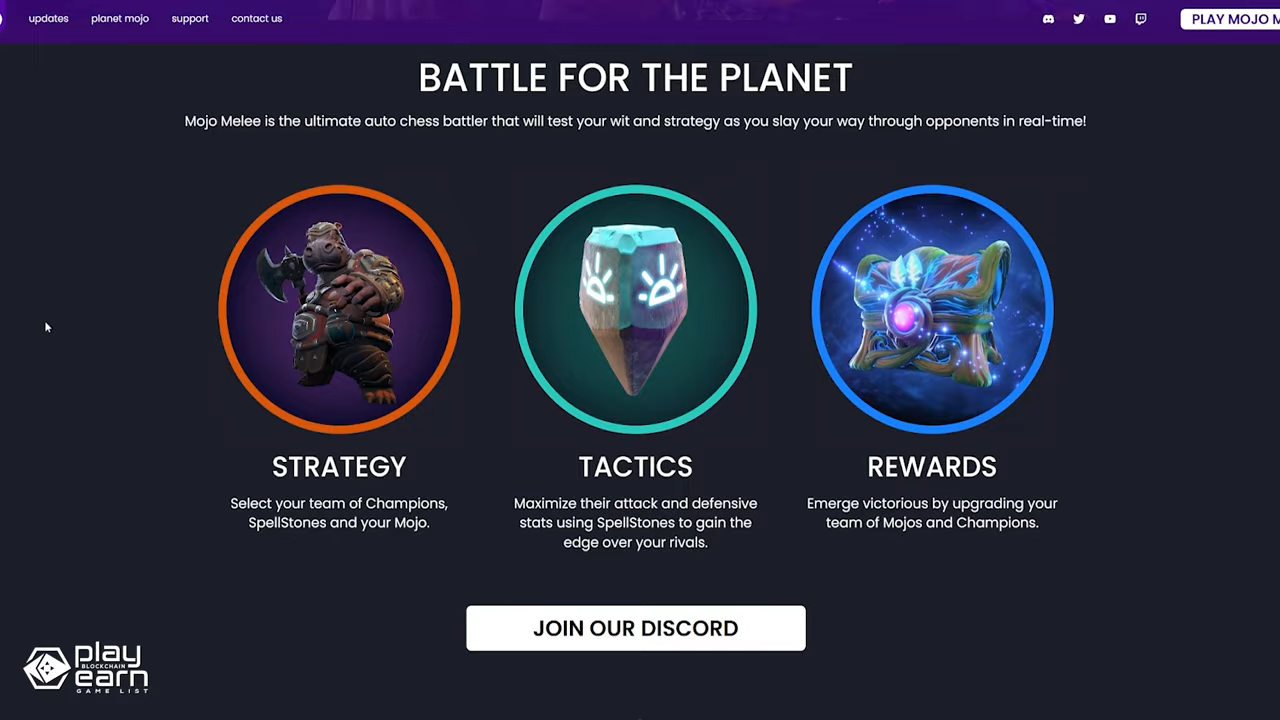 updates planet mojo support contact us
PLAY MOJO M
BATTLE FOR THE PLANET
Mojo Melee is the ultimate auto chess battler that will test your wit and strategy as you slay your way through opponents in real-time!
STRATEGY
Select your team of Champions,
SpellStones and your Mojo.
TACTICS
Maximize their attack and defensive
stats using SpellStones to gain the
edge over your rivals.
REWARDS
Emerge victorious by upgrading your
team of Mojos and Champions.
JOIN OUR DISCORD
play
BLOCKCHAIN
earn
GAME LIST